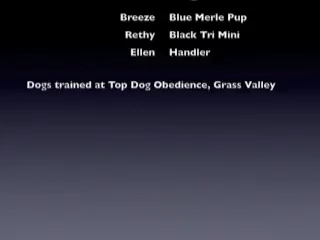 Breeze Blue Merle Pup
Rethy Black Tri Mini
Ellen Handler
Dogs trained at Top Dog Obedience, Grass Valley